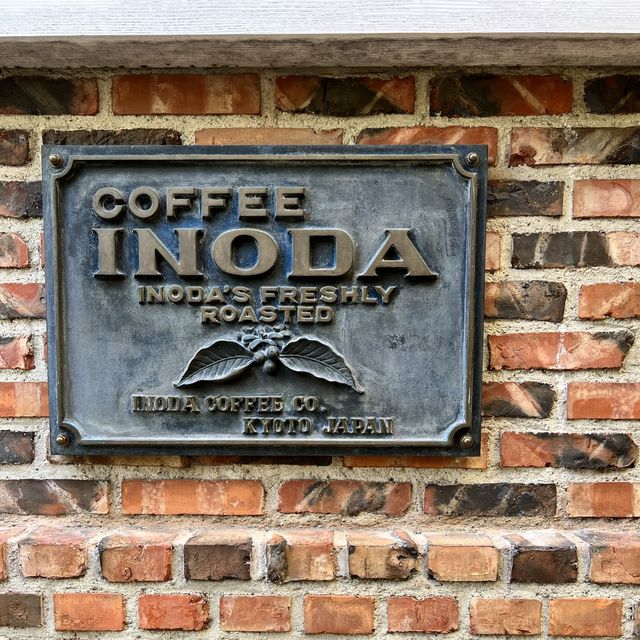 COFFEE
INODA
INODA'S FRESHLY
ROASTED
INODA COFFEE CO.
KYOTO JAPAN